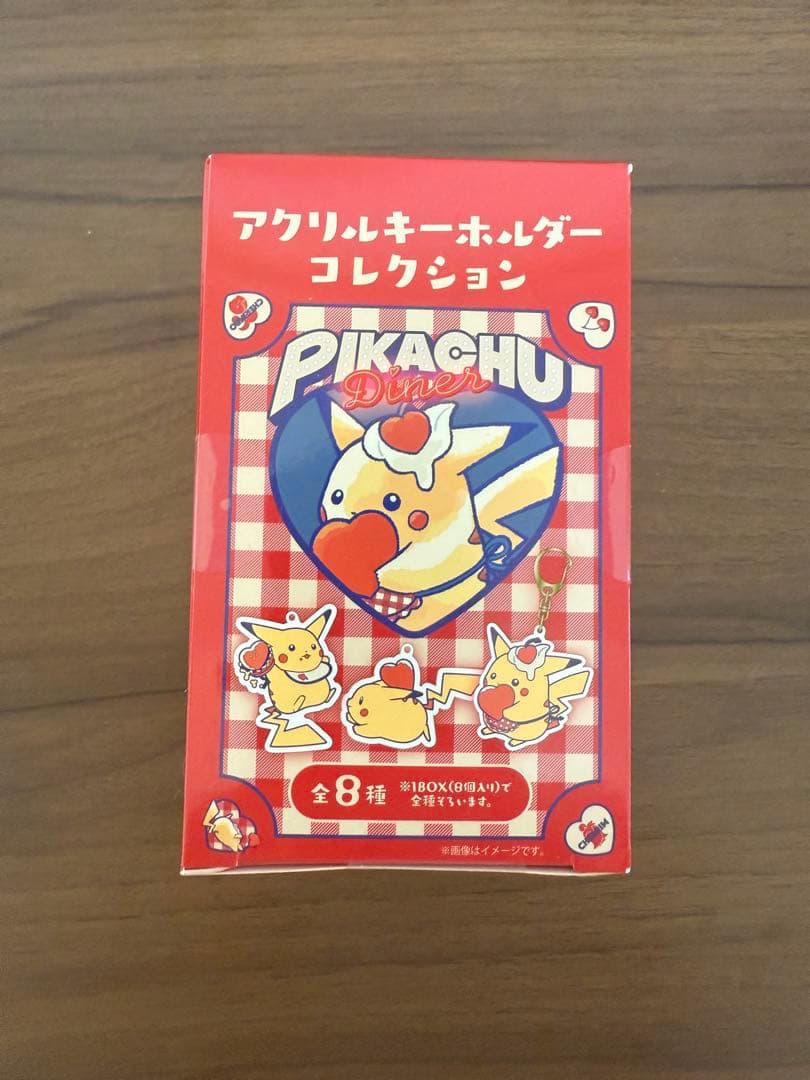 アクリルキーホルダー
コレクション
PIKACHU
Diner
全8種
※1BOX(8個入り)で
全種そろいます。
※画像はイメージです。